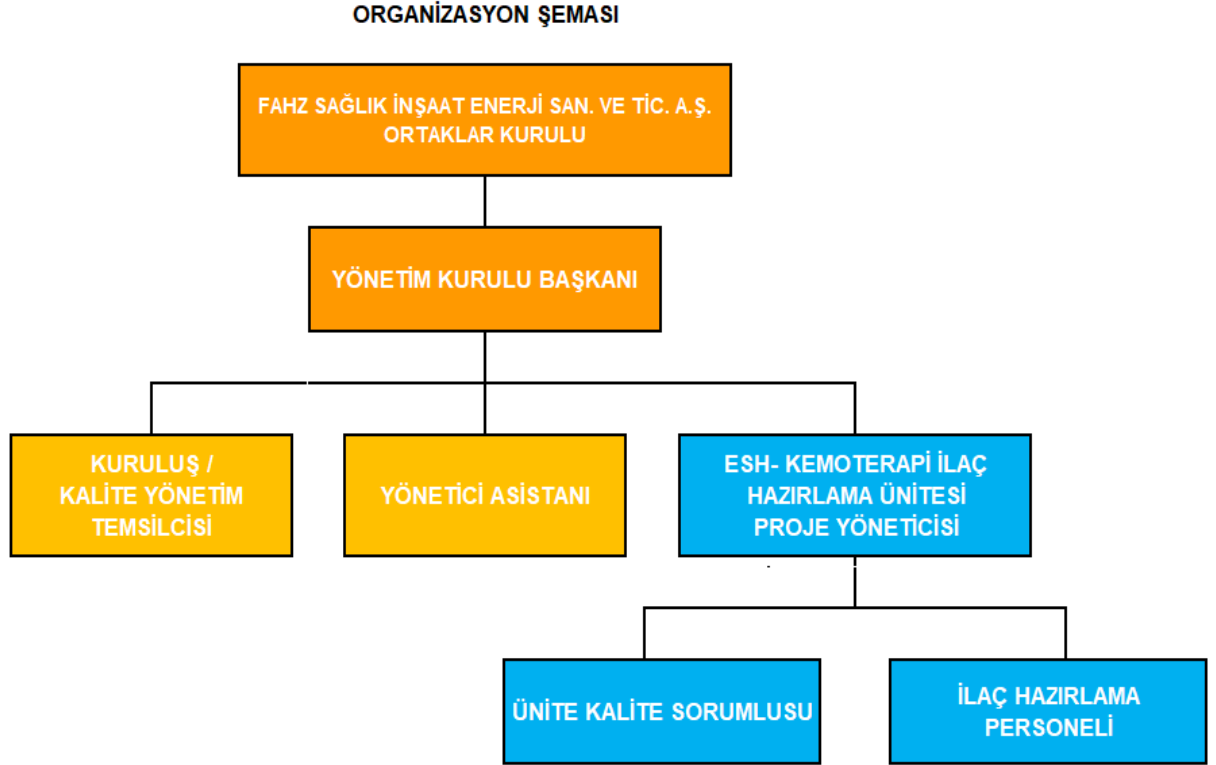 ORGANİZASYON ŞEMASI
FAHZ SAĞLIK İNŞAAT ENERJİ SAN. VE TİC. A.Ş.
ORTAKLAR KURULU
YÖNETİM KURULU BAŞKANI
KURULUŞ /
KALİTE YÖNETİM
TEMSİLCİSİ
YÖNETİCİ ASİSTANI
ESH- KEMOTERAPİ İLAÇ
HAZIRLAMA ÜNİTESİ
PROJE YÖNETİCİSİ
ÜNİTE KALİTE SORUMLUSU
İLAÇ HAZIRLAMA
PERSONELİ